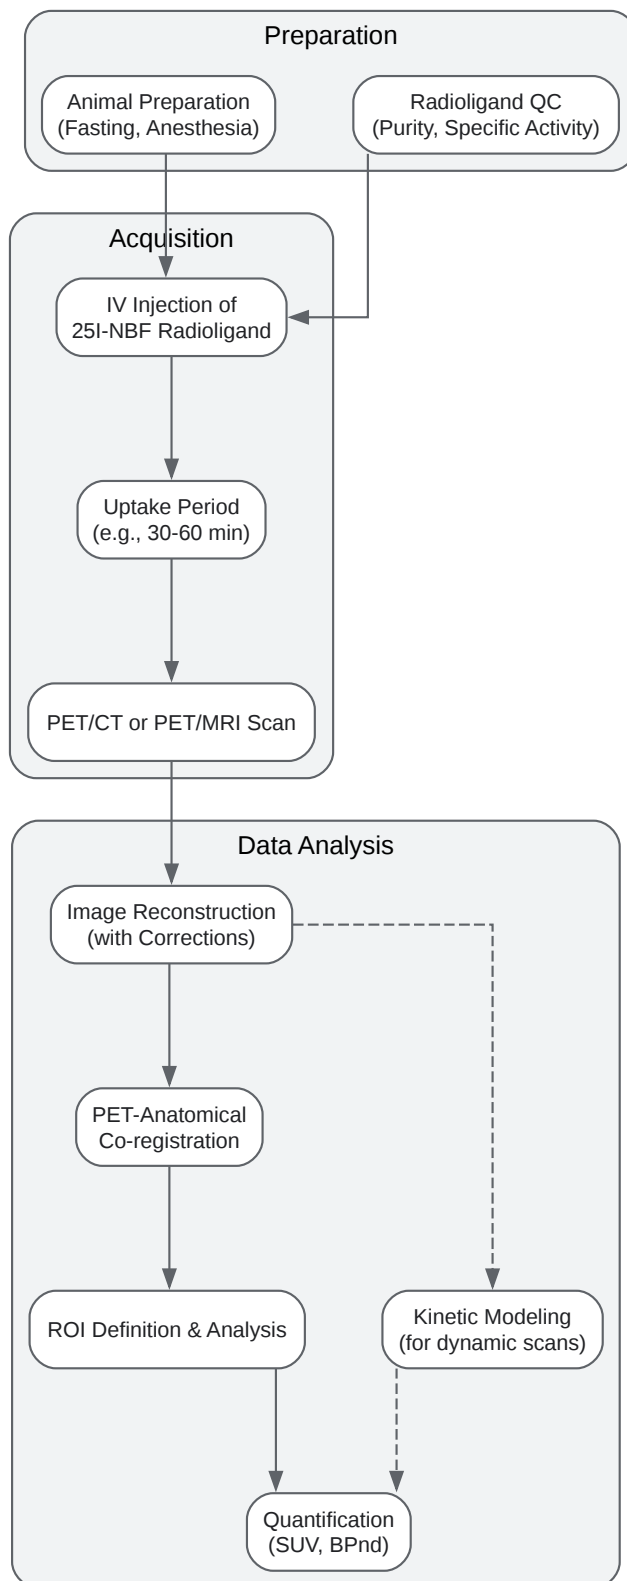 Preparation
Animal Preparation
(Fasting, Anesthesia)
Radioligand QC
(Purity, Specific Activity)
Acquisition
IV Injection of
25I-NBF Radioligand
Uptake Period
(e.g., 30-60 min)
PET/CT or PET/MRI Scan
Data Analysis
Image Reconstruction
(with Corrections)
PET-Anatomical
Co-registration
ROI Definition & Analysis
Kinetic Modeling
(for dynamic scans)
Quantification
(SUV, BPnd)